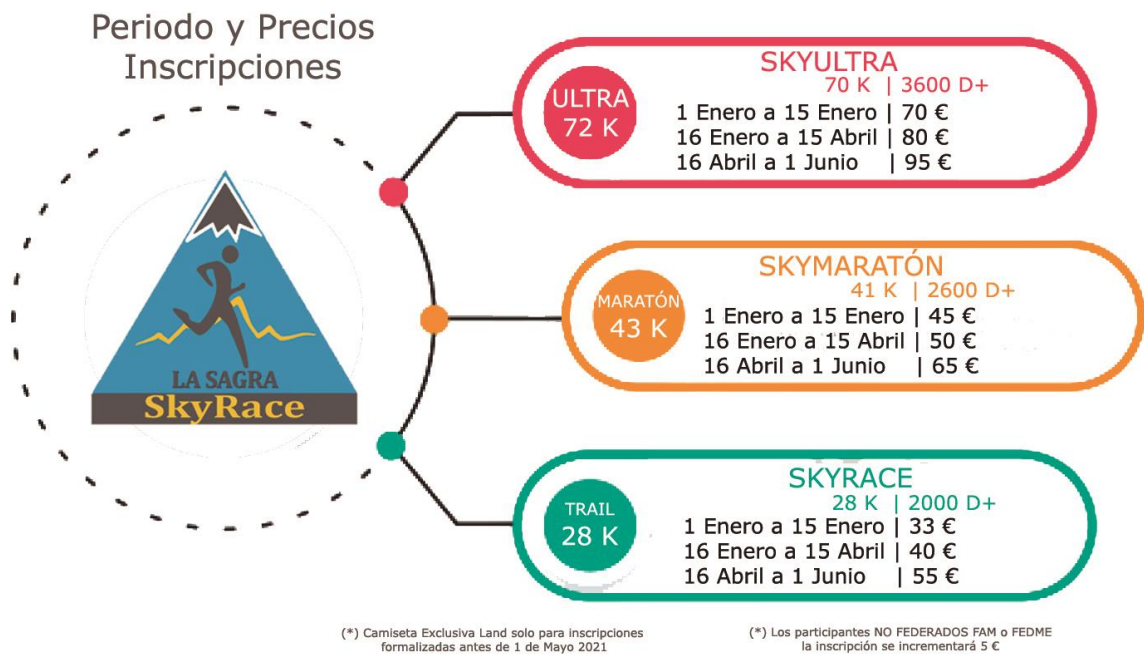 Periodo y Precios
Inscripciones
LA SAGRA
SkyRace
ULTRA
72 K
SKYULTRA
70 K | 3600 D+
1 Enero a 15 Enero | 70 €
16 Enero a 15 Abril | 80 €
16 Abril a 1 Junio | 95 €
MARATÓN
43 K
SKYMARATÓN
41 K | 2600 D+
1 Enero a 15 Enero | 45 €
16 Enero a 15 Abril | 50 €
16 Abril a 1 Junio | 65 €
TRAIL
28 K
SKYRACE
28 K | 2000 D+
1 Enero a 15 Enero | 33 €
16 Enero a 15 Abril | 40 €
16 Abril a 1 Junio | 55 €
(*) Camiseta Exclusiva Land solo para inscripciones
formalizadas antes de 1 de Mayo 2021
(*) Los participantes NO FEDERADOS FAM o FEDME
la inscripción se incrementará 5 €